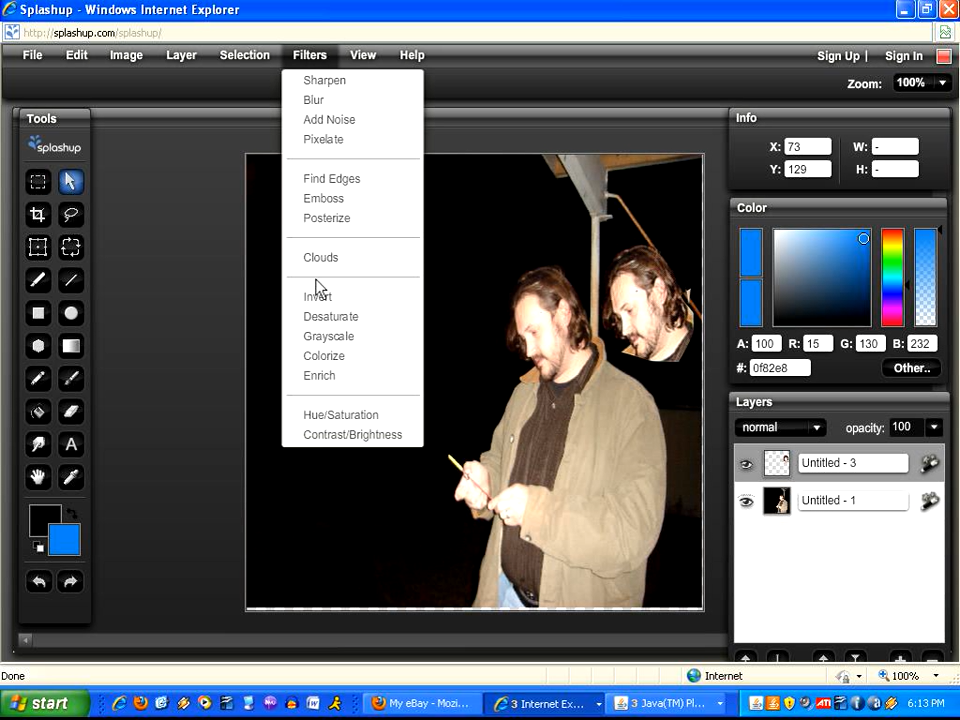 Splashup - Windows Internet Explorer
http://splashup.com/splashup/
File Edit Image Layer Selection Filters View Help Sign Up | Sign In
Zoom: 100%
Tools
splashup
Sharpen
Blur
Add Noise
Pixelate
Find Edges
Emboss
Posterize
Clouds
Invert
Desaturate
Grayscale
Colorize
Enrich
Hue/Saturation
Contrast/Brightness
A
Info
X: 73 W: -
Y: 129 H: -
Color
A: 100 R: 15 G: 130 B: 232
#: 0f82e8 Other..
Layers
normal opacity: 100
Untitled - 3
Untitled - 1
Done Internet 100%
start My eBay - Mozi... 3 Internet Ex... 3 Java(TM) Pl... 6:13 PM